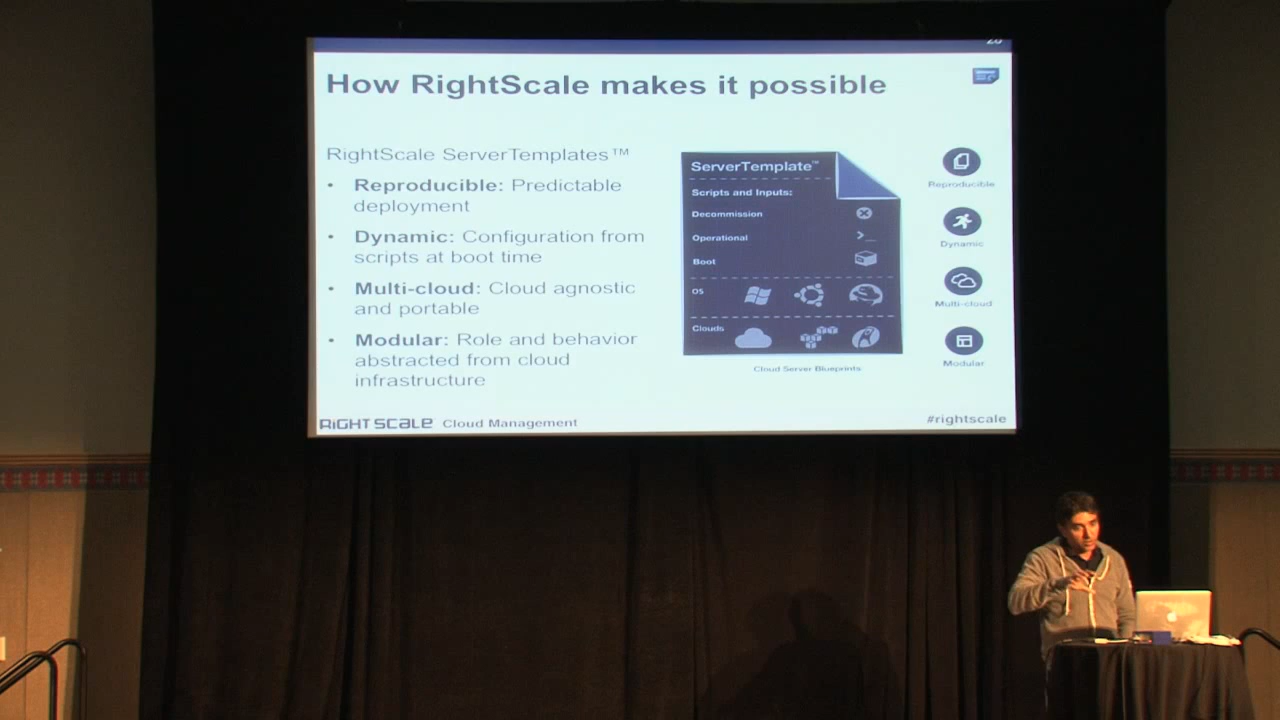 How RightScale makes it possible
RightScale ServerTemplates™
• Reproducible: Predictable
deployment
• Dynamic: Configuration from
scripts at boot time
• Multi-cloud: Cloud agnostic
and portable
• Modular: Role and behavior
abstracted from cloud
infrastructure
ServerTemplate™
Scripts and Inputs:
Decommission
Operational
Boot
OS
Clouds
Cloud Server Blueprints
Reproducible
Dynamic
Multi-cloud
Modular
RIGHTSCALE Cloud Management
#rightscale